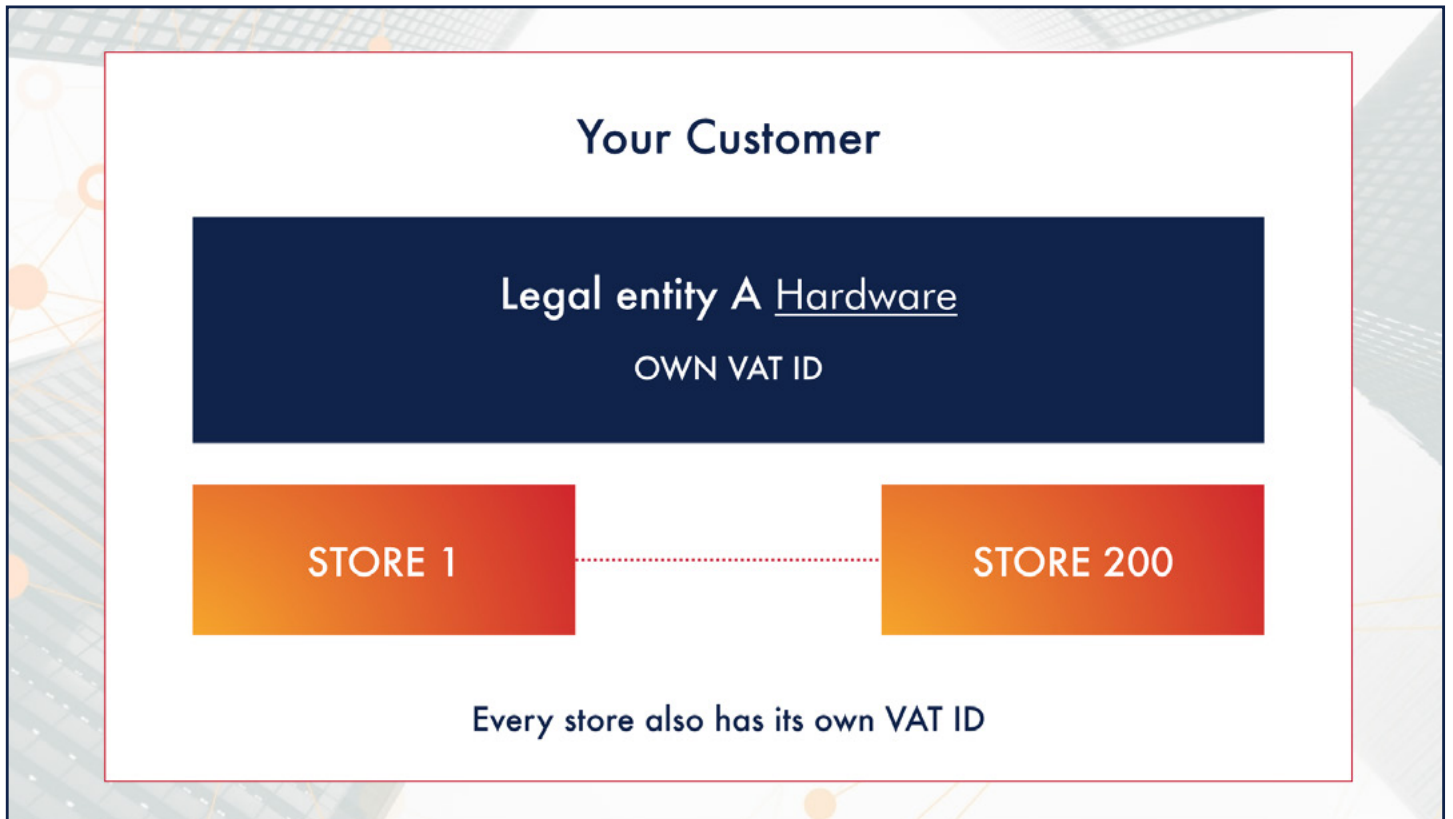 Your Customer
Legal entity A Hardware
OWN VAT ID
STORE 1
STORE 200
Every store also has its own VAT ID